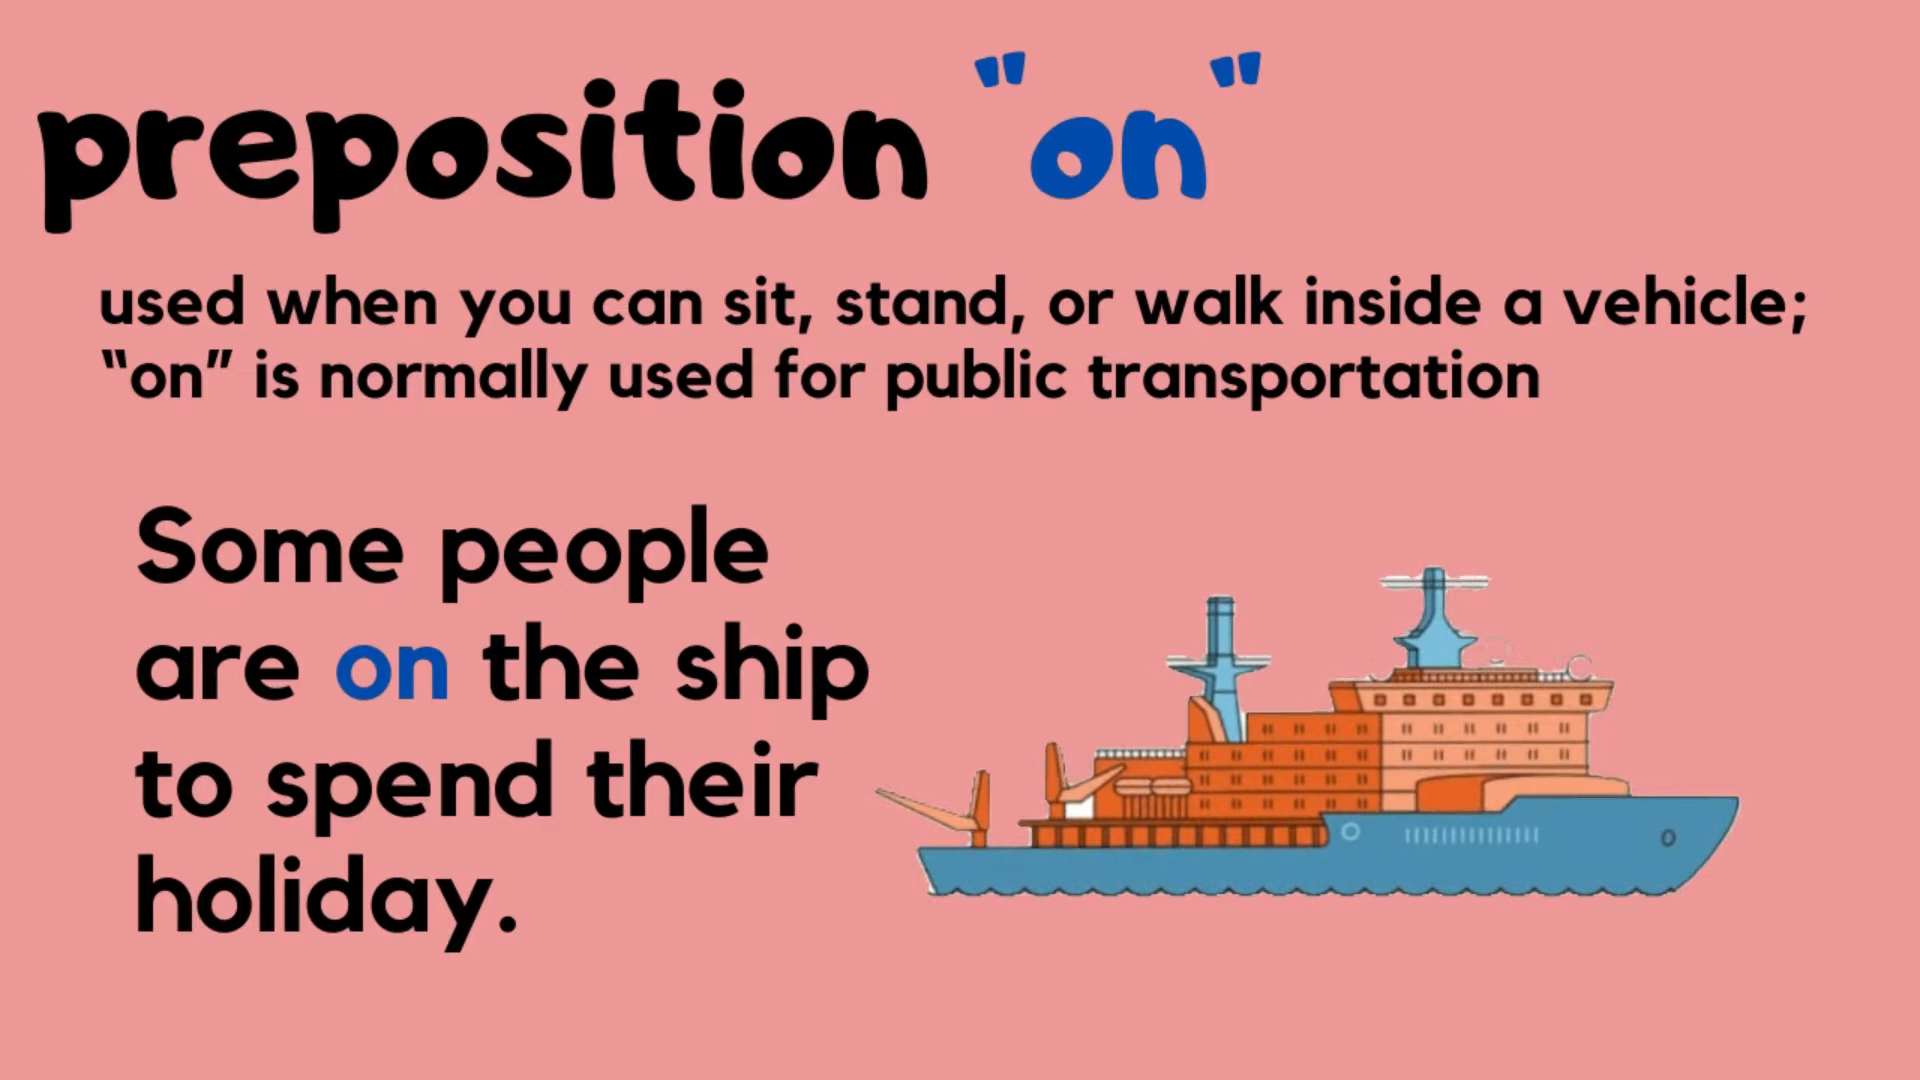 preposition "on"
used when you can sit, stand, or walk inside a vehicle;
“on” is normally used for public transportation
Some people
are on the ship
to spend their
holiday.